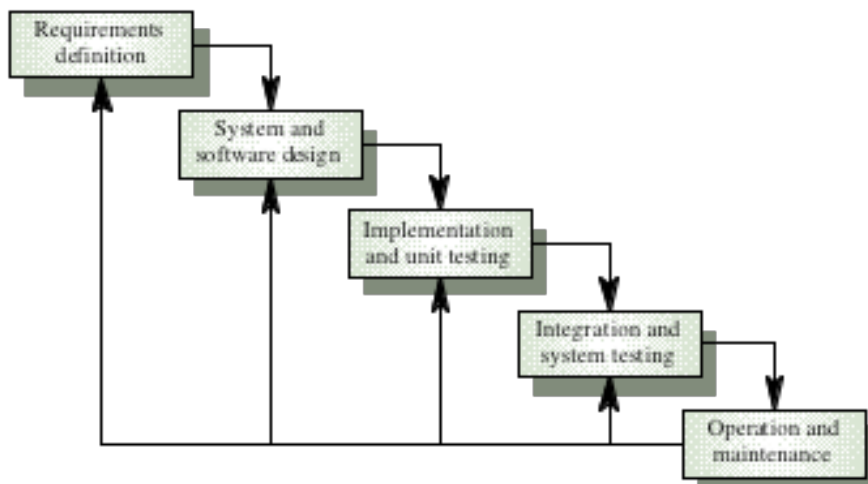 Requirements
definition
System and
software design
Implementation
and unit testing
Integration and
system testing
Operation and
maintenance